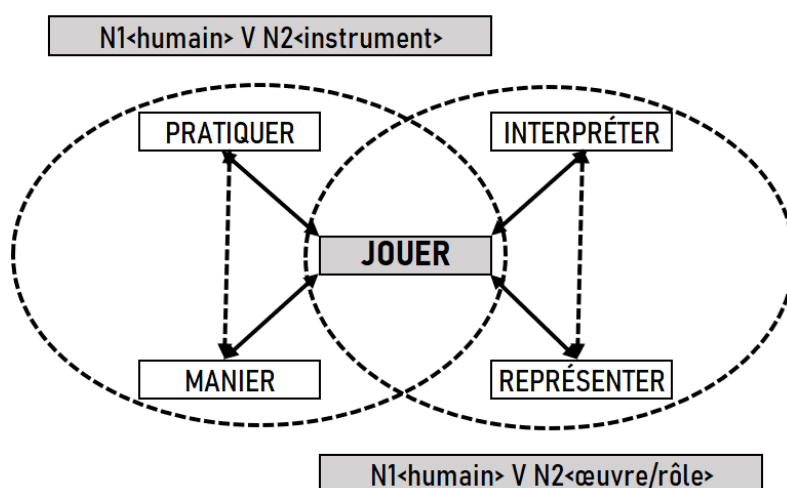 N1<humain> V N2<instrument>
PRATIQUER
INTERPRÉTER
JOUER
MANIER
REPRÉSENTER
N1<humain> V N2<œuvre/rôle>